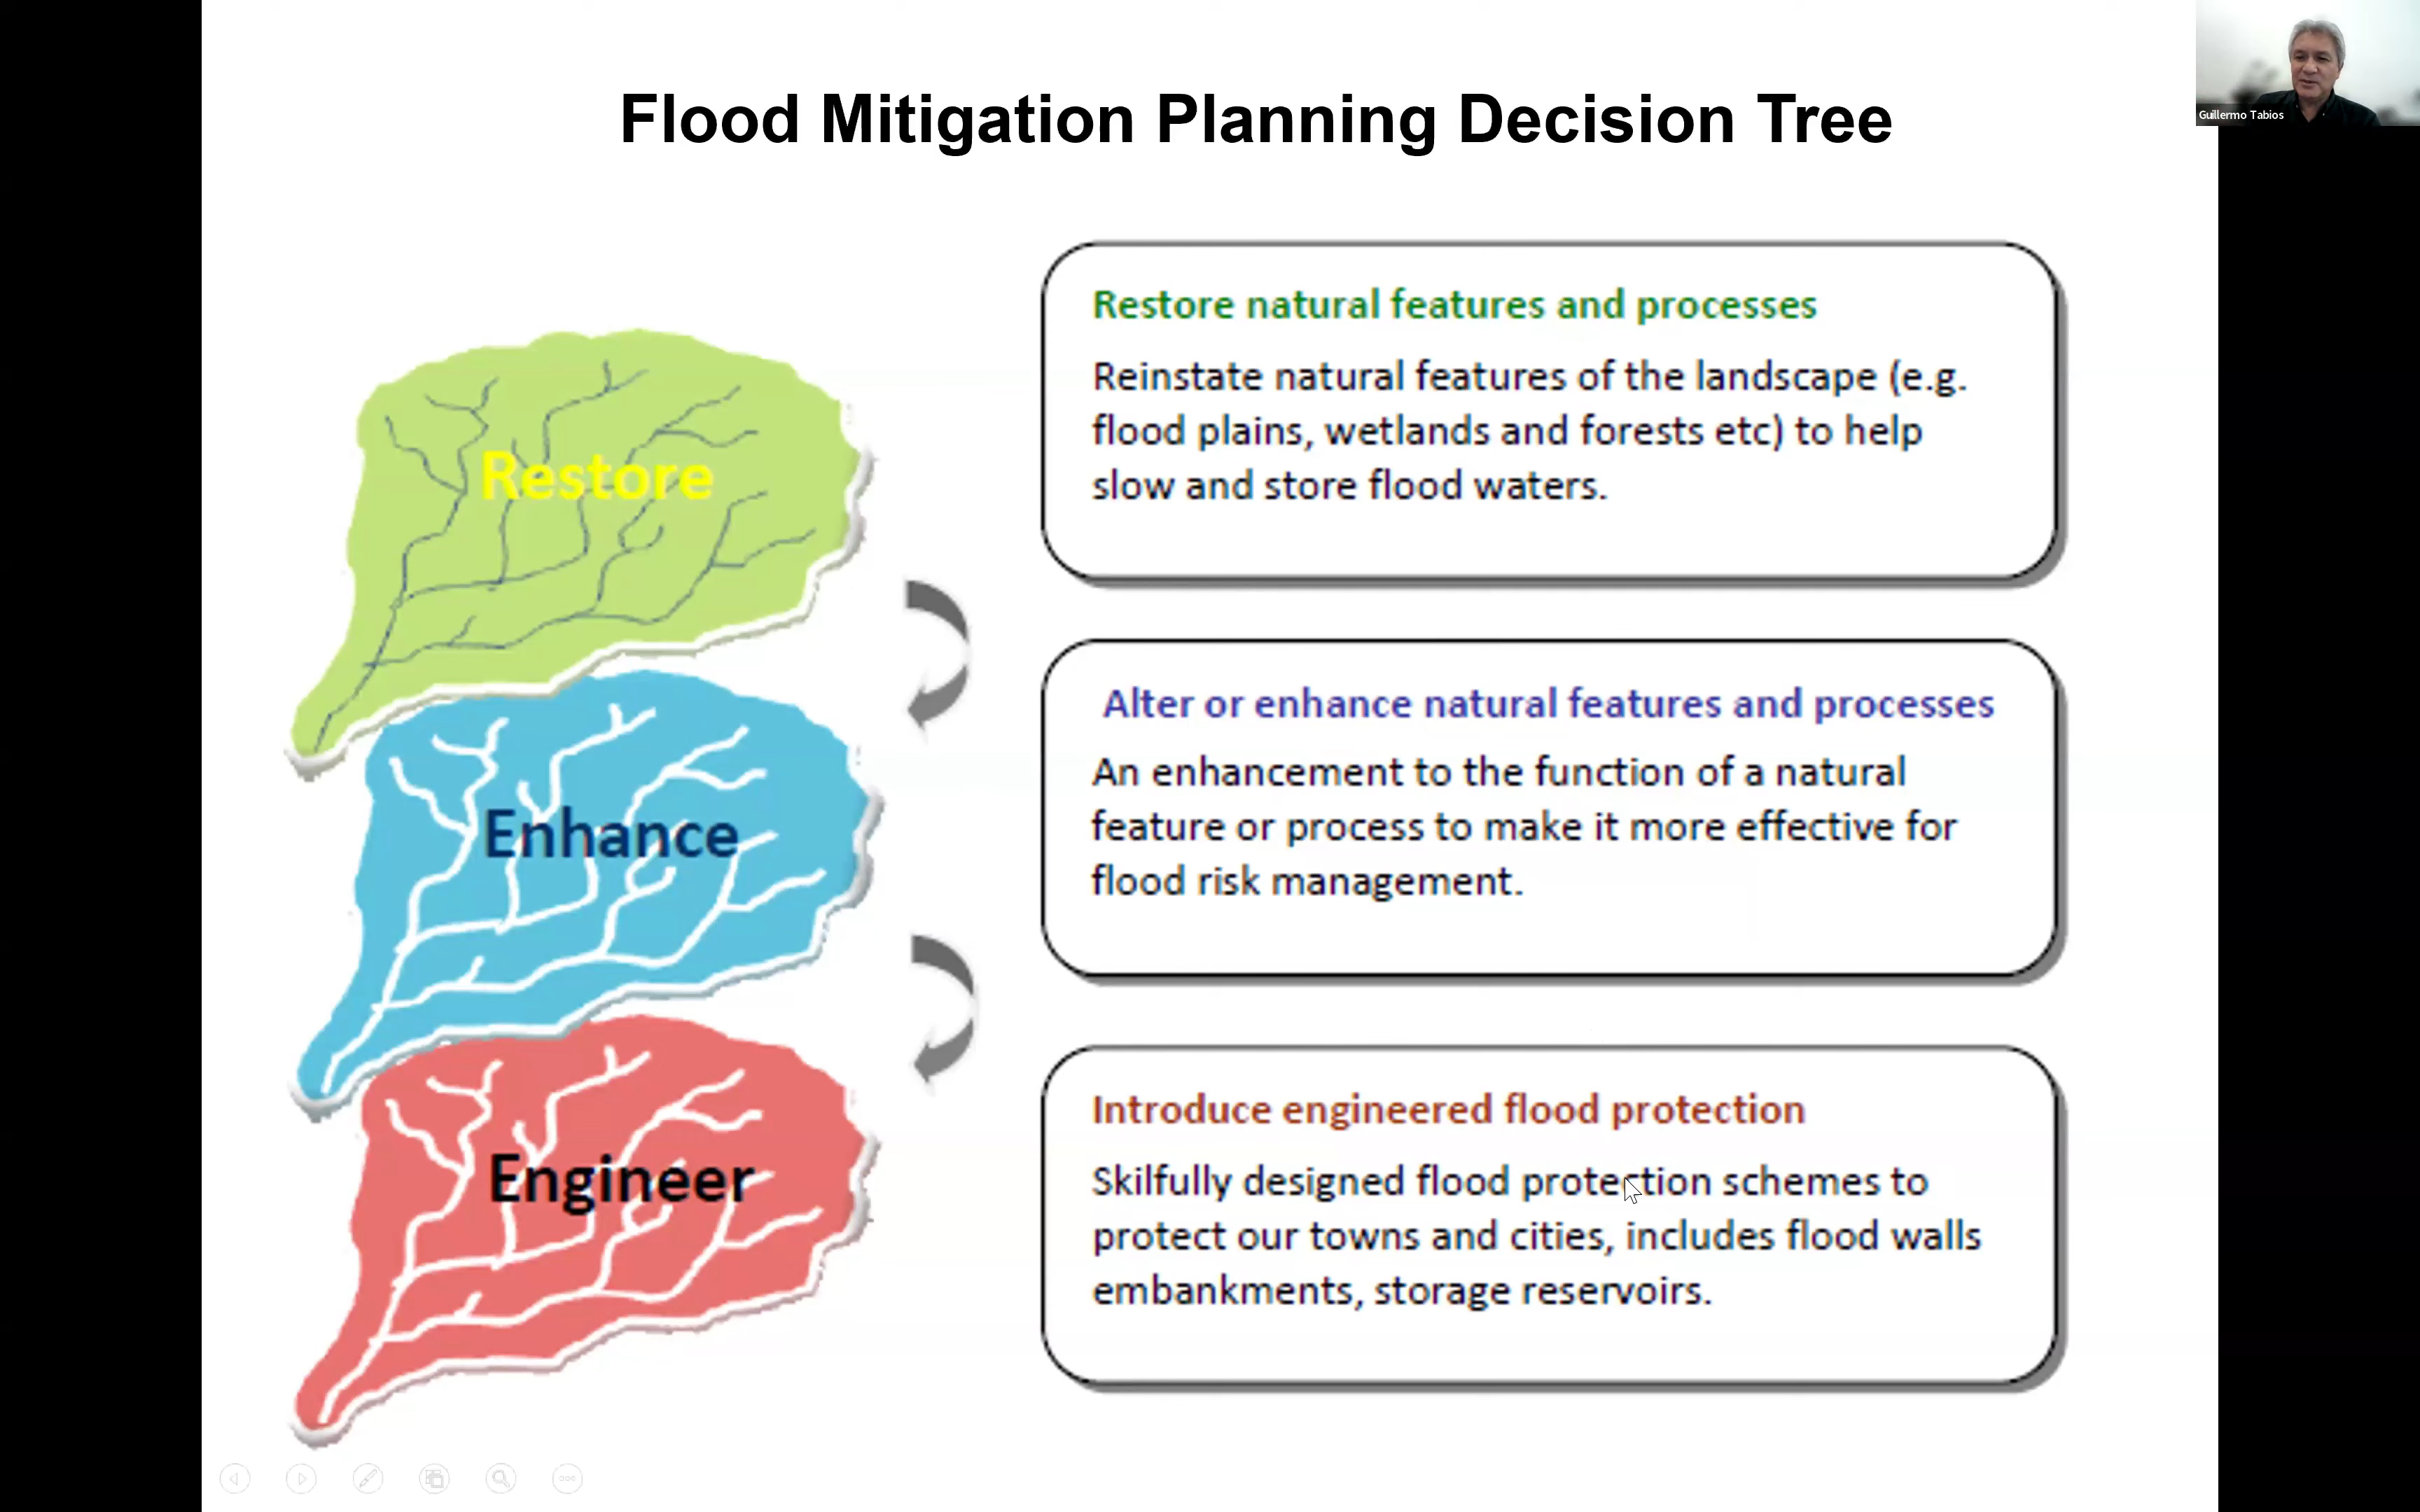 Flood Mitigation Planning Decision Tree
Guillermo Tabios
Restore
Restore natural features and processes
Reinstate natural features of the landscape (e.g.
flood plains, wetlands and forests etc) to help
slow and store flood waters.
Enhance
Alter or enhance natural features and processes
An enhancement to the function of a natural
feature or process to make it more effective for
flood risk management.
Engineer
Introduce engineered flood protection
Skilfully designed flood protection schemes to
protect our towns and cities, includes flood walls
embankments, storage reservoirs.